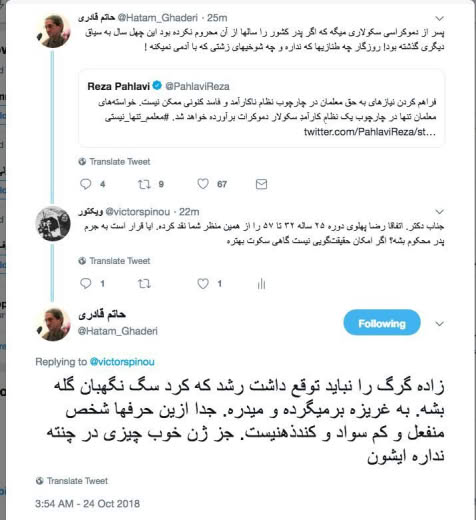 حاتم قادری @Hatam_Ghaderi · 25m
پسر از دموکراسی سکولاری میگه که اگر پدر کشور را سالها از آن محروم نکرده بود این چهل سال به سیاق
دیگری گذشته بود! روزگار چه طنازیها که نداره و چه شوخیهای زشتی که با آدمی نمیکنه !
Reza Pahlavi @PahlaviReza
فراهم کردن نیازهای به حق معلمان در چارچوب نظام ناکارآمد و فاسد کنونی ممکن نیست. خواسته‌های
معلمان تنها در چارچوب یک نظام کارآمدِ سکولار دموکرات برآورده خواهد شد. #معلمم_تنها_نیستی
twitter.com/PahlaviReza/st...
Translate Tweet
4 9 67
ویکتور @victorspinou · 22m
جناب دکتر. اتفاقا رضا پهلوی دوره ۲۵ ساله ۳۲ تا ۵۷ را از همین منظر شما نقد کرده. ایا قرار است به جرم
پدر محکوم بشه؟ اگر امکان حقیقت‌گویی نیست گاهی سکوت بهتره
Translate Tweet
1 1
حاتم قادری
@Hatam_Ghaderi
Following
Replying to @victorspinou
زاده گرگ را نباید توقع داشت رشد که کرد سگ نگهبان گله
بشه. به غریزه برمیگرده و میدره. جدا ازین حرفها شخص
منفعل و کم سواد و کندذهنیست. جز ژن خوب چیزی در چنته
نداره ایشون
Translate Tweet
3:54 AM - 24 Oct 2018